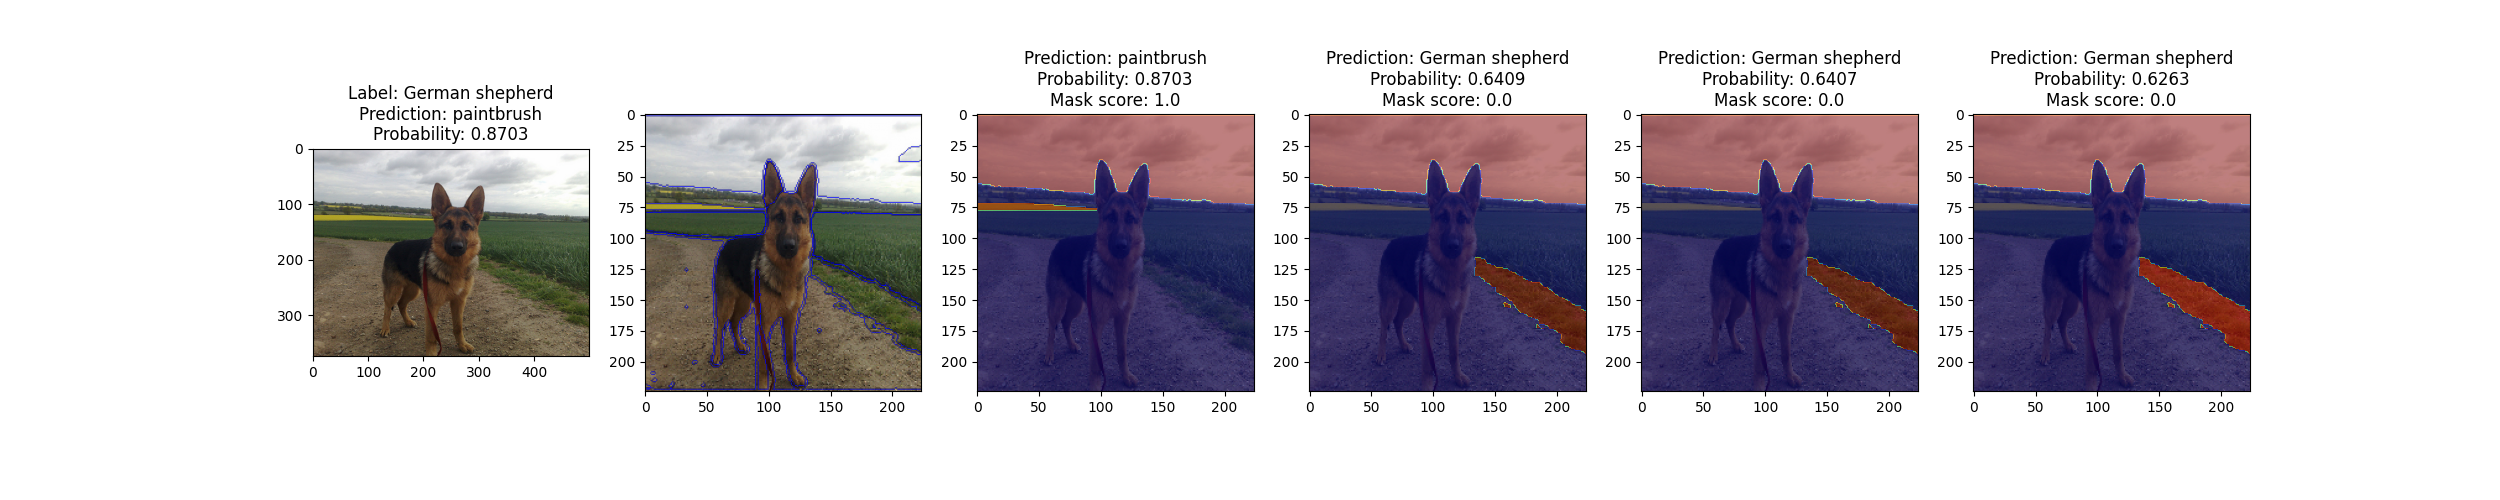 Label: German shepherd
Prediction: paintbrush
Probability: 0.8703
0
100
200
300
0 100 200 300 400
0
25
50
75
100
125
150
175
200
0 50 100 150 200
Prediction: paintbrush
Probability: 0.8703
Mask score: 1.0
0
25
50
75
100
125
150
175
200
0 50 100 150 200
Prediction: German shepherd
Probability: 0.6409
Mask score: 0.0
0
25
50
75
100
125
150
175
200
0 50 100 150 200
Prediction: German shepherd
Probability: 0.6407
Mask score: 0.0
0
25
50
75
100
125
150
175
200
0 50 100 150 200
Prediction: German shepherd
Probability: 0.6263
Mask score: 0.0
0
25
50
75
100
125
150
175
200
0 50 100 150 200